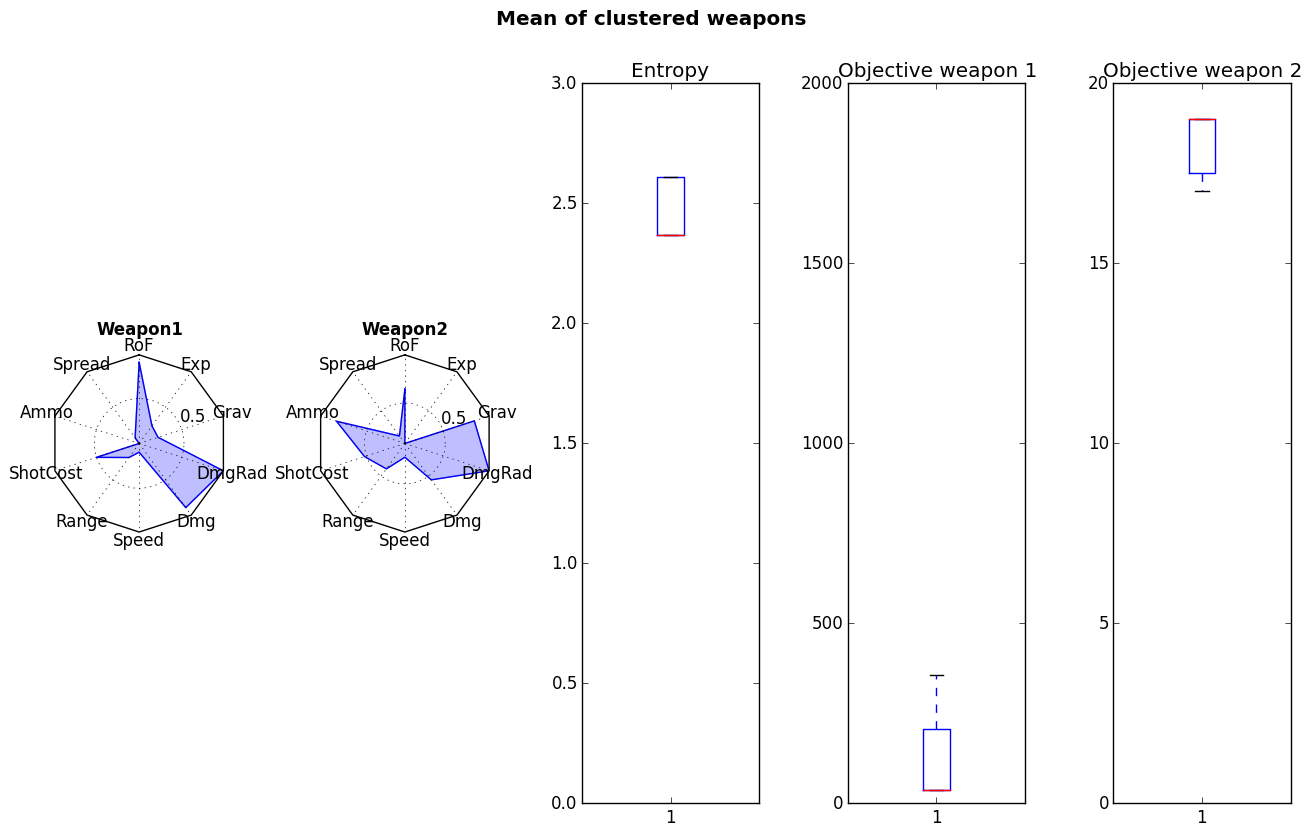 Mean of clustered weapons
Weapon1
RoF
Exp
Grav
DmgRad
Dmg
Speed
Range
ShotCost
Ammo
Spread
0.5
Weapon2
RoF
Exp
Grav
DmgRad
Dmg
Speed
Range
ShotCost
Ammo
Spread
0.5
Entropy
3.0
2.5
2.0
1.5
1.0
0.5
0.0
1
Objective weapon 1
2000
1500
1000
500
0
1
Objective weapon 2
20
15
10
5
0
1